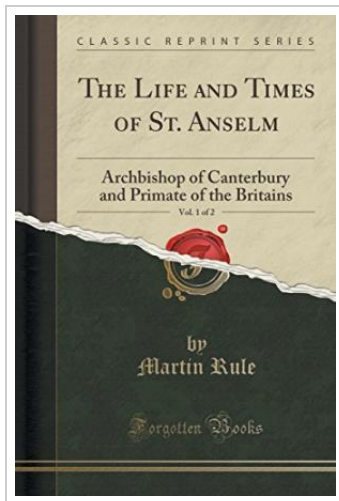 CLASSIC REPRINT SERIES
THE LIFE AND TIMES
OF ST. ANSELM
Archbishop of Canterbury
and Primate of the Britains
Vol. 1 of 2
by
Martin Rule
Forgotten Books